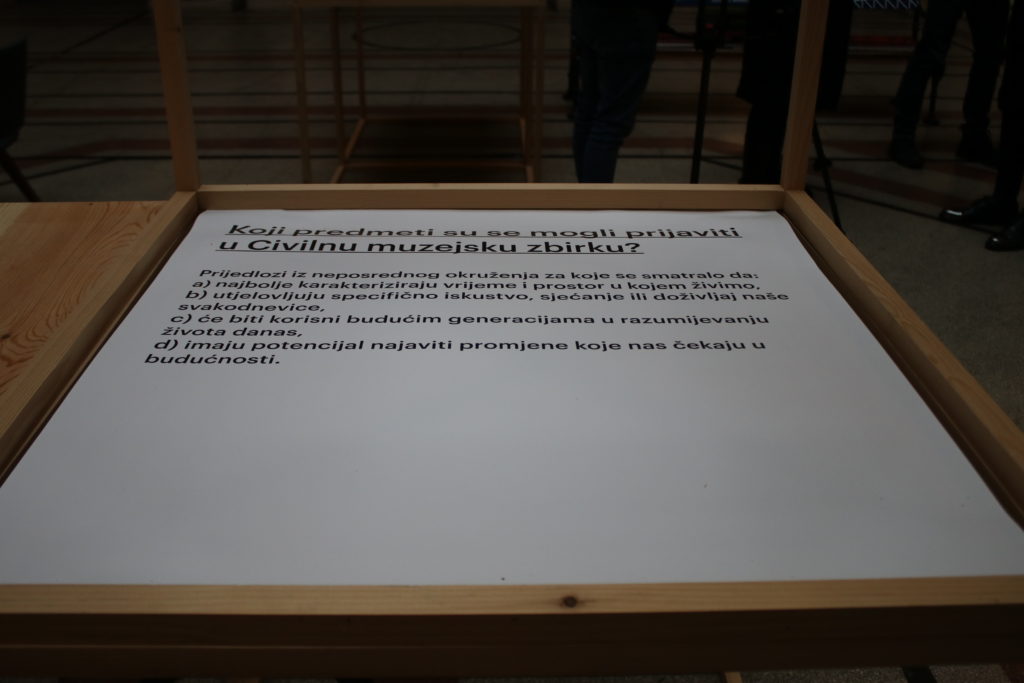 Koji predmeti su se mogli prijaviti
u Civilnu muzejsku zbirku?
Prijedlozi iz neposrednog okruženja za koje se smatralo da:
a) najbolje karakteriziraju vrijeme i prostor u kojem živimo,
b) utjelovljuju specifično iskustvo, sjećanje ili doživljaj naše
svakodnevice,
c) će biti korisni budućim generacijama u razumijevanju
života danas,
d) imaju potencijal najaviti promjene koje nas čekaju u
budućnosti.